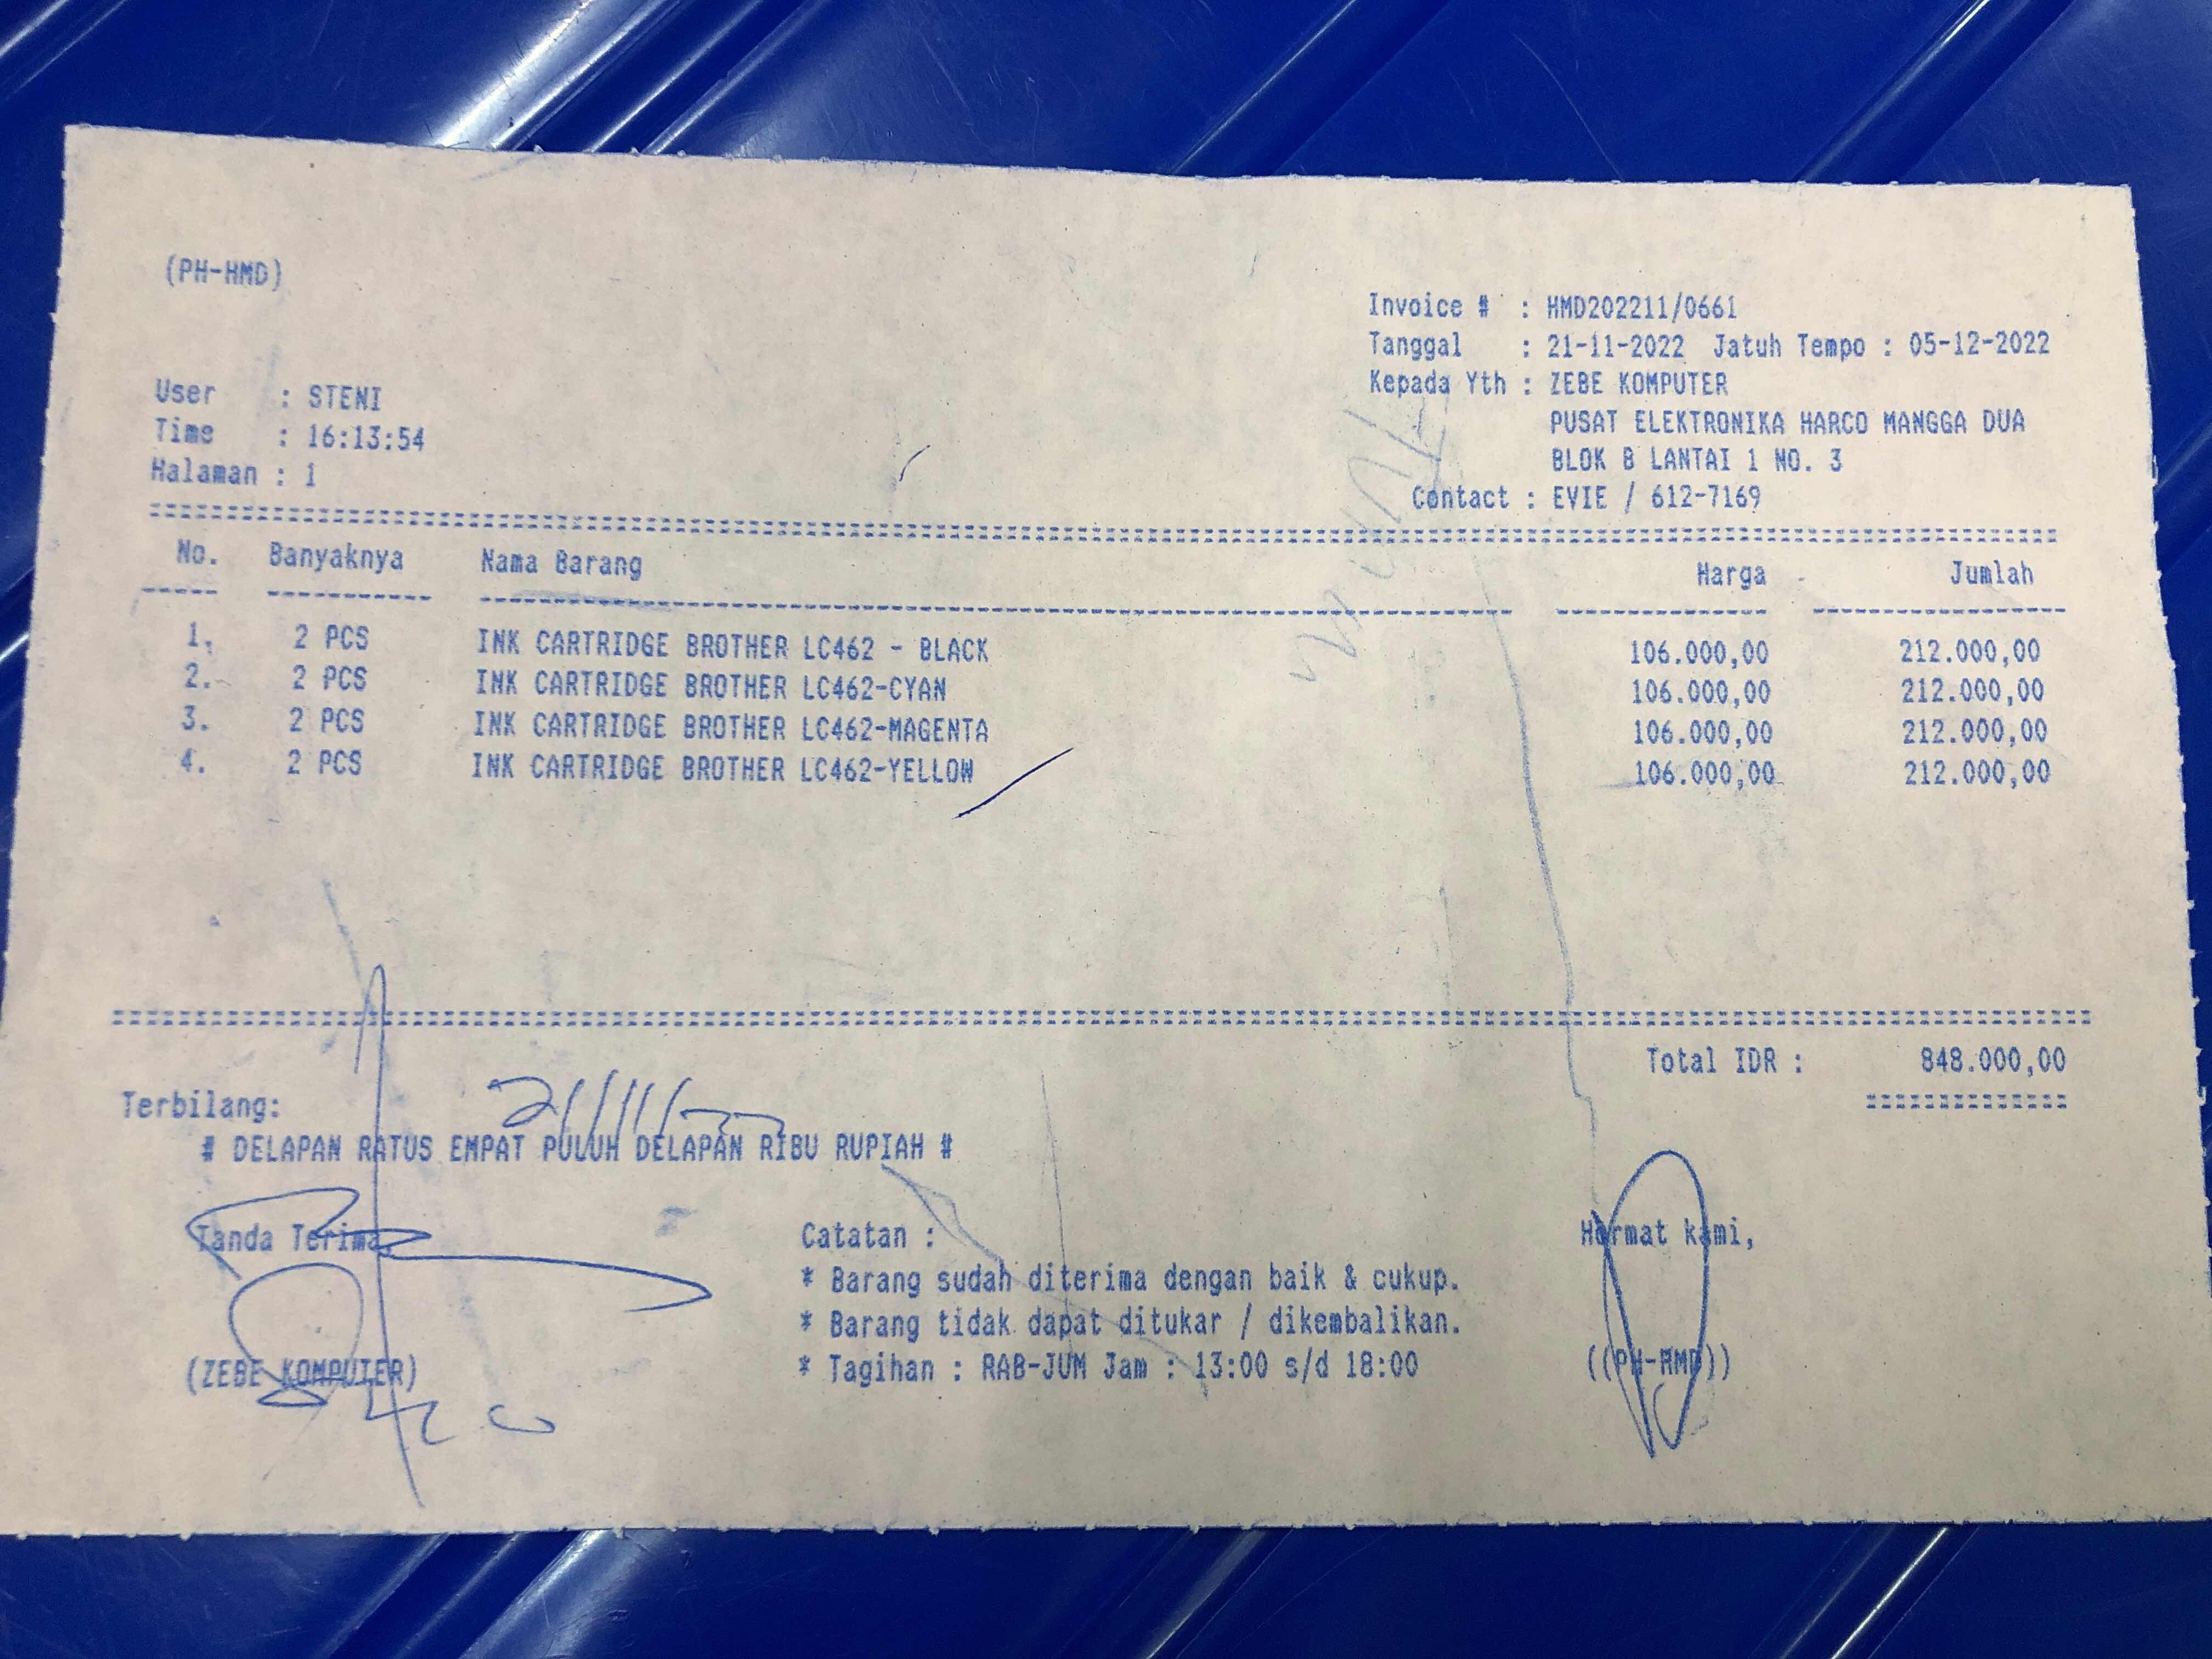 (PH-HMD)
Invoice # : HMD202211/0661
Tanggal : 21-11-2022 Jatuh Tempo : 05-12-2022
Kepada Yth : ZEBE KOMPUTER
PUSAT ELEKTRONIKA HARCO MANGGA DUA
BLOK B LANTAI 1 NO. 3
Contact : EVIE / 612-7169
User : STENI
Time : 16:13:54
Halaman : 1
No. Banyaknya Nama Barang Harga Jumlah
1. 2 PCS INK CARTRIDGE BROTHER LC462 - BLACK 106.000,00 212.000,00
2. 2 PCS INK CARTRIDGE BROTHER LC462-CYAN 106.000,00 212.000,00
3. 2 PCS INK CARTRIDGE BROTHER LC462-MAGENTA 106.000,00 212.000,00
4. 2 PCS INK CARTRIDGE BROTHER LC462-YELLOW 106.000,00 212.000,00
Total IDR : 848.000,00
Terbilang:
# DELAPAN RATUS EMPAT PULUH DELAPAN RIBU RUPIAH #
Tanda Terima,
(ZEBE KOMPUTER)
Catatan :
* Barang sudah diterima dengan baik & cukup.
* Barang tidak dapat ditukar / dikembalikan.
* Tagihan : RAB-JUM Jam : 13:00 s/d 18:00
Hormat kami,
((PH-HMD))